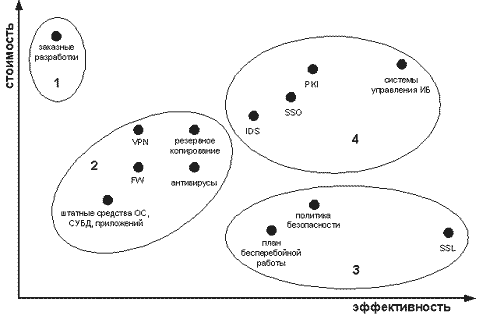 стоимость
заказные
разработки
1
PKI
системы
управления ИБ
SSO
IDS
4
VPN
резервное
копирование
2
FW
антивирусы
штатные средства ОС,
СУБД, приложений
политика
безопасности
план
бесперебойной
работы
SSL
3
эффективность